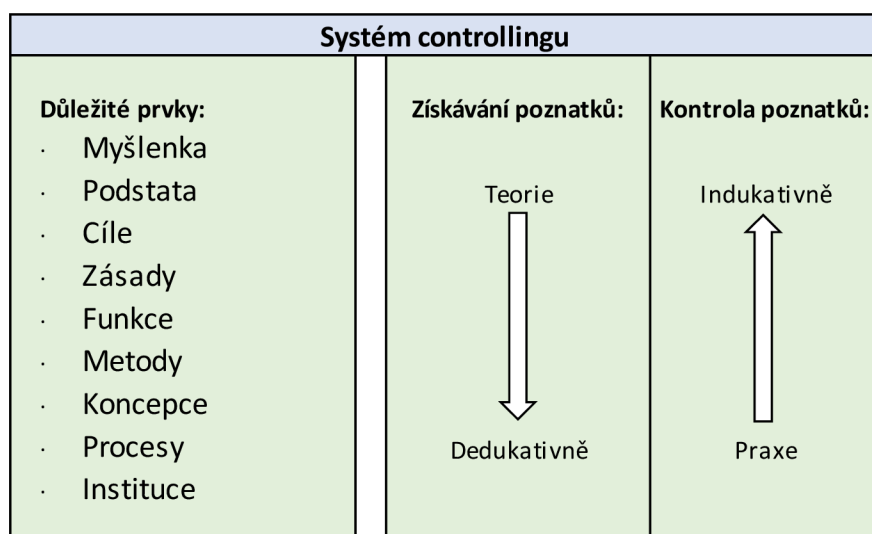 Systém controllingu
Důležité prvky:
· Myšlenka
· Podstata
· Cíle
· Zásady
· Funkce
· Metody
· Koncepce
· Procesy
· Instituce
Získávání poznatků:
Teorie
Dedukativně
Kontrola poznatků:
Indukativně
Praxe